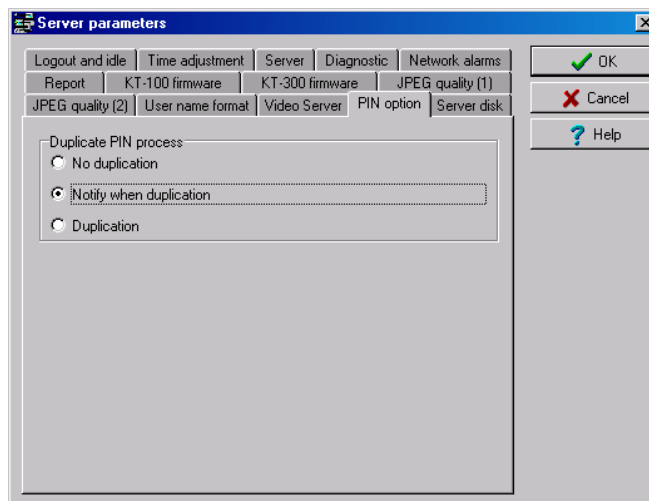 Server parameters
Logout and idle Time adjustment Server Diagnostic Network alarms
OK
Report KT-100 firmware KT-300 firmware JPEG quality (1)
JPEG quality (2) User name format Video Server PIN option Server disk
Cancel
Help
Duplicate PIN process
No duplication
Notify when duplication
Duplication